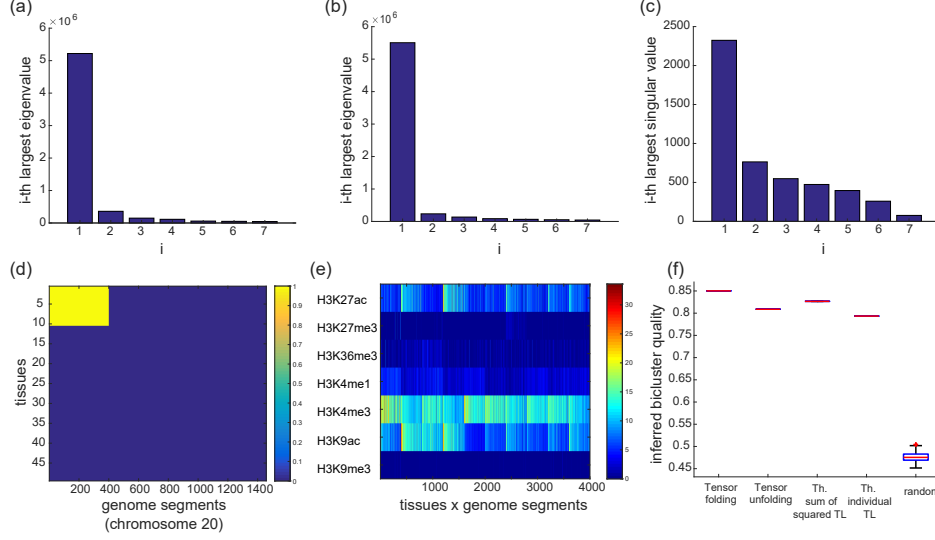 (a)
× 10⁶
6
5
4
3
2
1
0
i-th largest eigenvalue
1 2 3 4 5 6 7
i
(b)
× 10⁶
6
5
4
3
2
1
0
i-th largest eigenvalue
1 2 3 4 5 6 7
i
(c)
2500
2000
1500
1000
500
0
i-th largest singular value
1 2 3 4 5 6 7
i
(d)
tissues
5
10
15
20
25
30
35
40
45
200 400 600 800 1000 1200 1400
genome segments
(chromosome 20)
1
0.9
0.8
0.7
0.6
0.5
0.4
0.3
0.2
0.1
0
(e)
H3K27ac
H3K27me3
H3K36me3
H3K4me1
H3K4me3
H3K9ac
H3K9me3
1000 2000 3000 4000
tissues x genome segments
30
25
20
15
10
5
0
(f)
inferred bicluster quality
0.85
0.8
0.75
0.7
0.65
0.6
0.55
0.5
0.45
Tensor
folding
Tensor
unfolding
Th.
sum of
squared TL
Th.
individual
TL
random